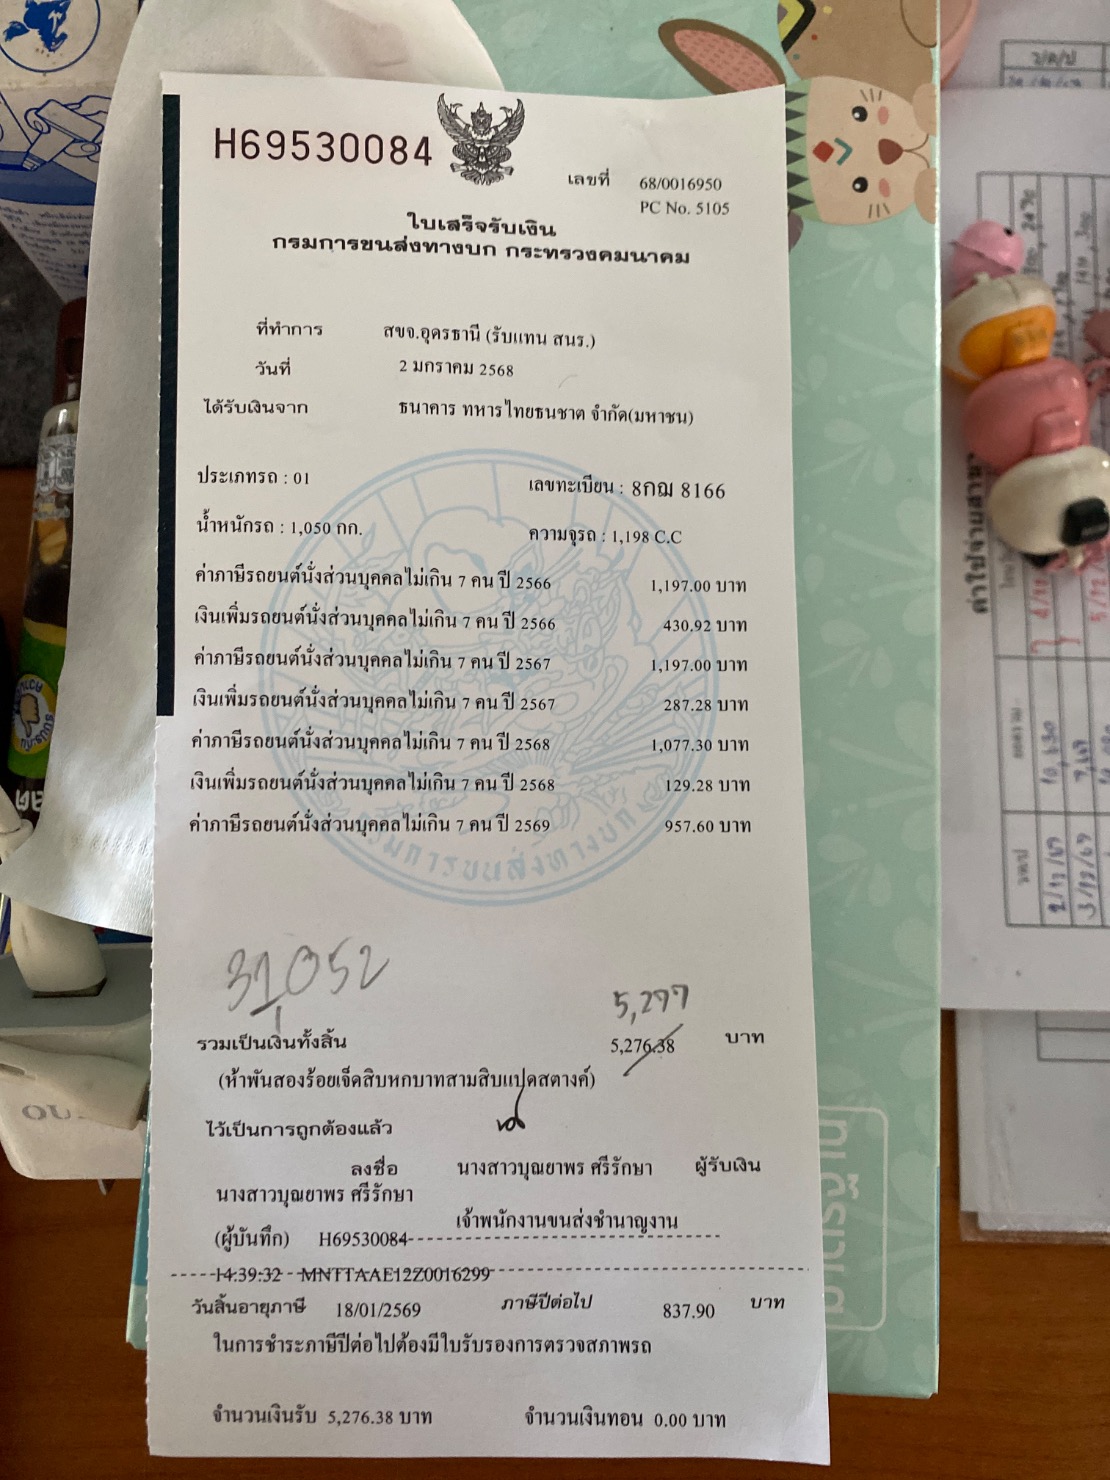 H69530084
เลขที่ 68/0016950
PC No. 5105
ใบเสร็จรับเงิน
กรมการขนส่งทางบก กระทรวงคมนาคม
ที่ทำการ สขจ.อุดรธานี (รับแทน สนร.)
วันที่ 2 มกราคม 2568
ได้รับเงินจาก ธนาคาร ทหารไทยธนชาต จำกัด(มหาชน)
ประเภทรถ : 01 เลขทะเบียน : 8กฌ 8166
น้ำหนักรถ : 1,050 กก. ความจุรถ : 1,198 C.C
ค่าภาษีรถยนต์นั่งส่วนบุคคลไม่เกิน 7 คน ปี 2566 1,197.00 บาท
เงินเพิ่มรถยนต์นั่งส่วนบุคคลไม่เกิน 7 คน ปี 2566 430.92 บาท
ค่าภาษีรถยนต์นั่งส่วนบุคคลไม่เกิน 7 คน ปี 2567 1,197.00 บาท
เงินเพิ่มรถยนต์นั่งส่วนบุคคลไม่เกิน 7 คน ปี 2567 287.28 บาท
ค่าภาษีรถยนต์นั่งส่วนบุคคลไม่เกิน 7 คน ปี 2568 1,077.30 บาท
เงินเพิ่มรถยนต์นั่งส่วนบุคคลไม่เกิน 7 คน ปี 2568 129.28 บาท
ค่าภาษีรถยนต์นั่งส่วนบุคคลไม่เกิน 7 คน ปี 2569 957.60 บาท
กรมการขนส่งทางบก
31,052
5,277
รวมเป็นเงินทั้งสิ้น 5,276.38 บาท
(ห้าพันสองร้อยเจ็ดสิบหกบาทสามสิบแปดสตางค์)
ไว้เป็นการถูกต้องแล้ว
ลงชื่อ นางสาวบุณยาพร ศรีรักษา ผู้รับเงิน
นางสาวบุณยาพร ศรีรักษา
เจ้าพนักงานขนส่งชำนาญงาน
(ผู้บันทึก) H69530084
14:39:32 MNTTAAE12Z0016299
วันสิ้นอายุภาษี 18/01/2569 ภาษีปีต่อไป 837.90 บาท
ในการชำระภาษีปีต่อไปต้องมีใบรับรองการตรวจสภาพรถ
จำนวนเงินรับ 5,276.38 บาท จำนวนเงินทอน 0.00 บาท